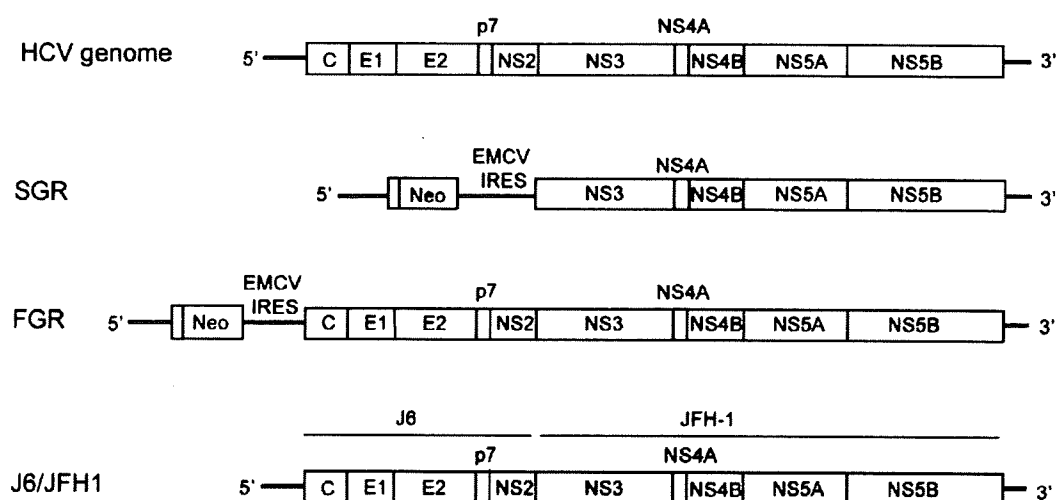 p7 NS4A
HCV genome 5' C E1 E2 NS2 NS3 NS4B NS5A NS5B 3'
EMCV
IRES NS4A
SGR 5' Neo NS3 NS4B NS5A NS5B 3'
EMCV
IRES p7 NS4A
FGR 5' Neo C E1 E2 NS2 NS3 NS4B NS5A NS5B 3'
J6 JFH-1
p7 NS4A
J6/JFH1 5' C E1 E2 NS2 NS3 NS4B NS5A NS5B 3'